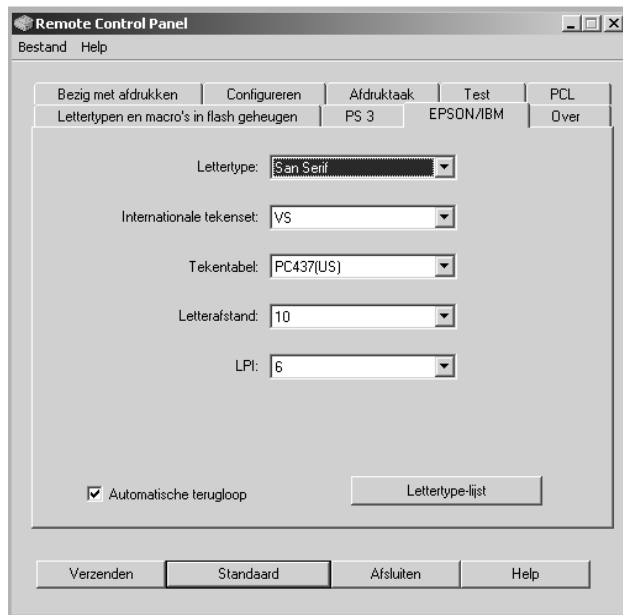 Remote Control Panel
Bestand Help
Bezig met afdrukken Configureren Afdruktaak Test PCL
Lettertypen en macro's in flash geheugen PS 3 EPSON/IBM Over
Lettertype: San Serif
Internationale tekenset: VS
Tekentabel: PC437(US)
Letterafstand: 10
LPI: 6
Automatische terugloop Lettertype-lijst
Verzenden Standaard Afsluiten Help